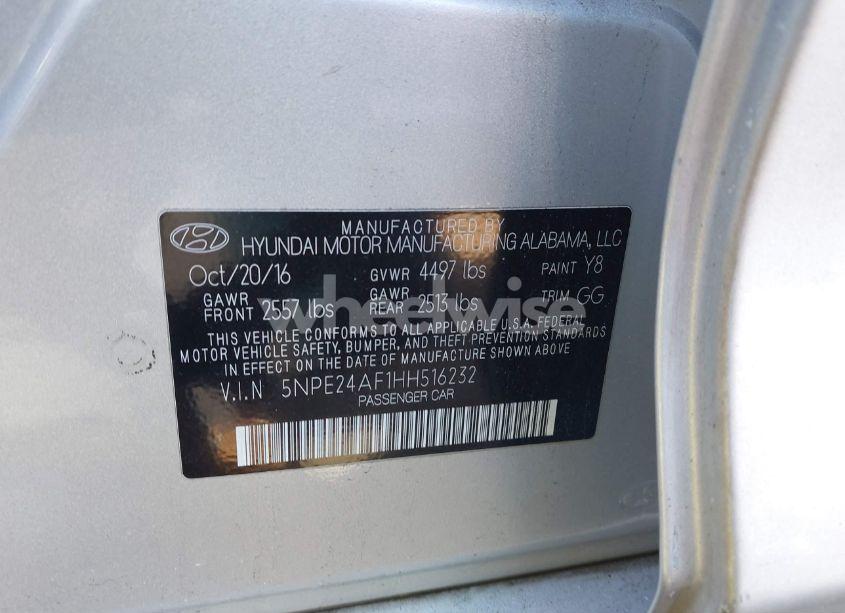 MANUFACTURED BY
HYUNDAI MOTOR MANUFACTURING ALABAMA, LLC
Oct/20/16 GVWR 4497 lbs PAINT Y8
GAWR FRONT 2557 lbs GAWR REAR 2513 lbs TRIM GG
THIS VEHICLE CONFORMS TO ALL APPLICABLE U.S.A. FEDERAL
MOTOR VEHICLE SAFETY, BUMPER, AND THEFT PREVENTION STANDARDS
IN EFFECT ON THE DATE OF MANUFACTURE SHOWN ABOVE.
V.I.N 5NPE24AF1HH516232
PASSENGER CAR
wheelwise